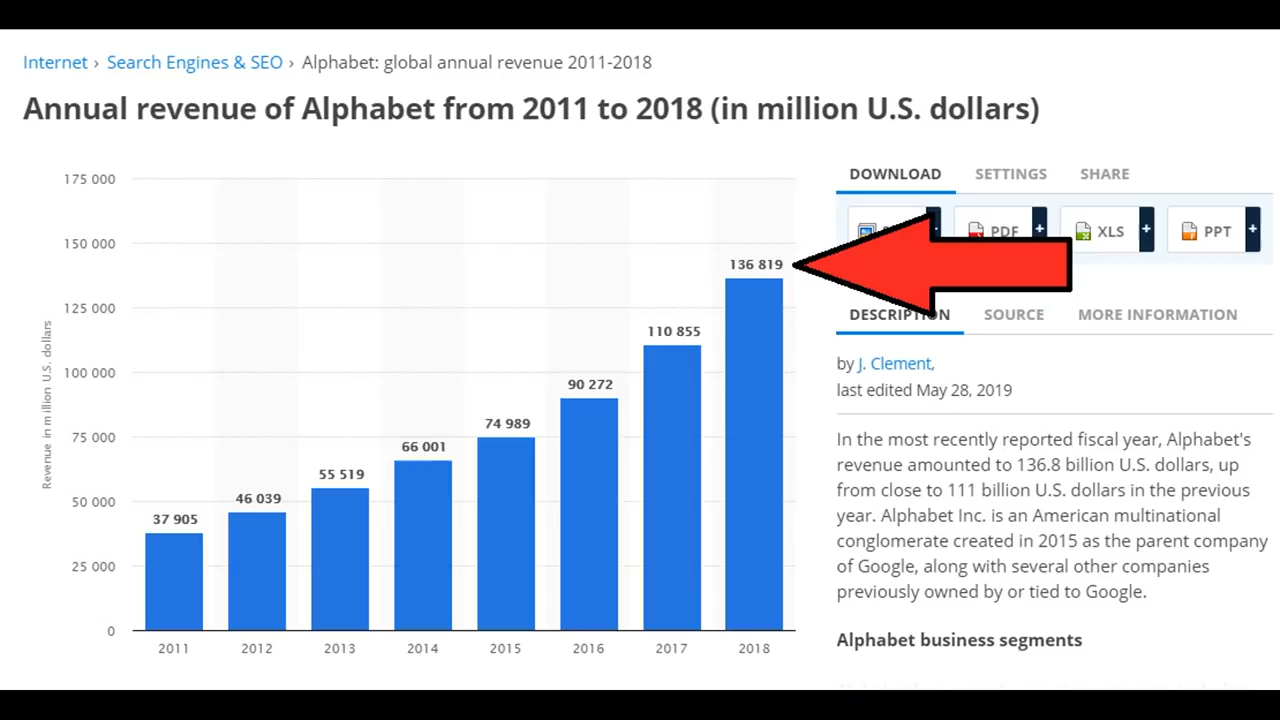 Internet › Search Engines & SEO › Alphabet: global annual revenue 2011-2018
Annual revenue of Alphabet from 2011 to 2018 (in million U.S. dollars)
175 000
150 000
125 000
100 000
75 000
50 000
25 000
0
Revenue in million U.S. dollars
37 905
46 039
55 519
66 001
74 989
90 272
110 855
136 819
2011
2012
2013
2014
2015
2016
2017
2018
DOWNLOAD SETTINGS SHARE
PDF + XLS + PPT +
DESCRIPTION SOURCE MORE INFORMATION
by J. Clement,
last edited May 28, 2019
In the most recently reported fiscal year, Alphabet's
revenue amounted to 136.8 billion U.S. dollars, up
from close to 111 billion U.S. dollars in the previous
year. Alphabet Inc. is an American multinational
conglomerate created in 2015 as the parent company
of Google, along with several other companies
previously owned by or tied to Google.
Alphabet business segments